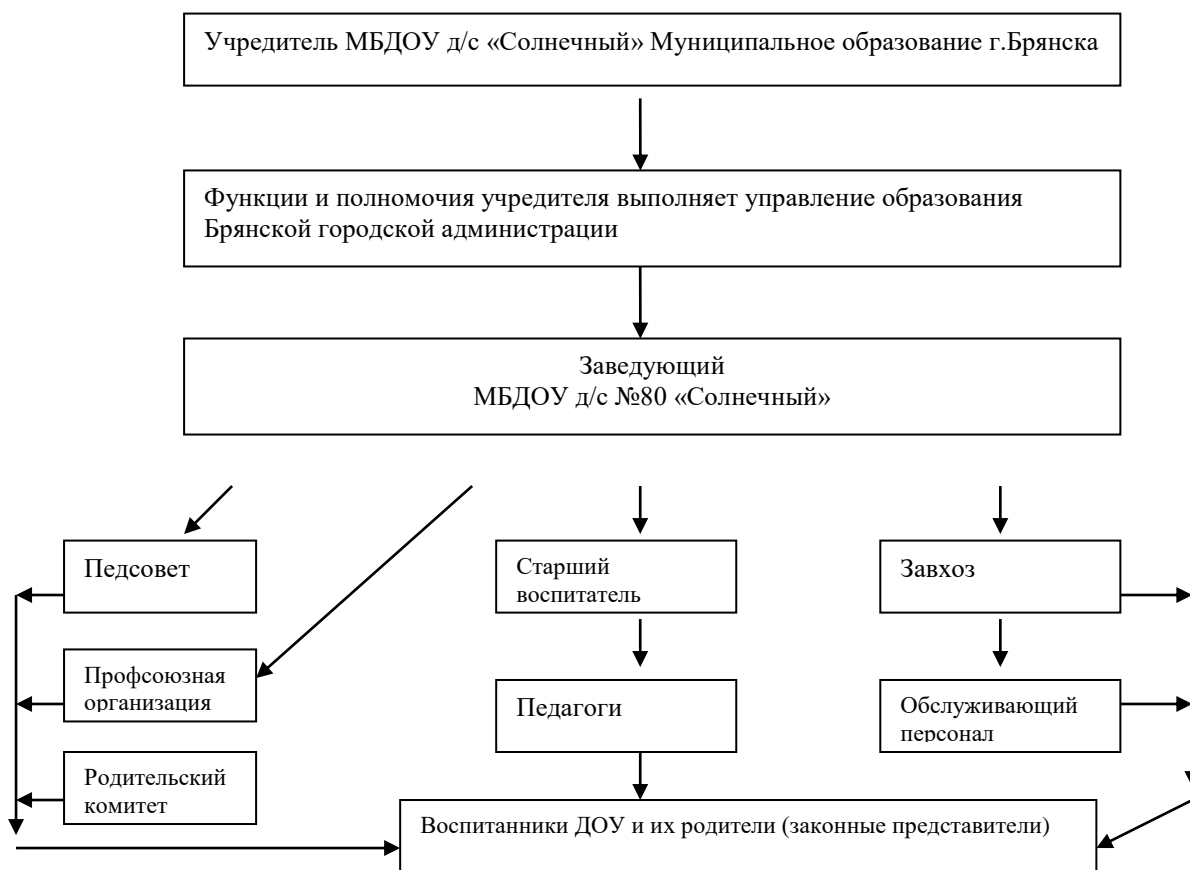 Учредитель МБДОУ д/с «Солнечный» Муниципальное образование г.Брянска
Функции и полномочия учредителя выполняет управление образования
Брянской городской администрации
Заведующий
МБДОУ д/с №80 «Солнечный»
Педсовет
Старший
воспитатель
Завхоз
Профсоюзная
организация
Педагоги
Обслуживающий
персонал
Родительский
комитет
Воспитанники ДОУ и их родители (законные представители)